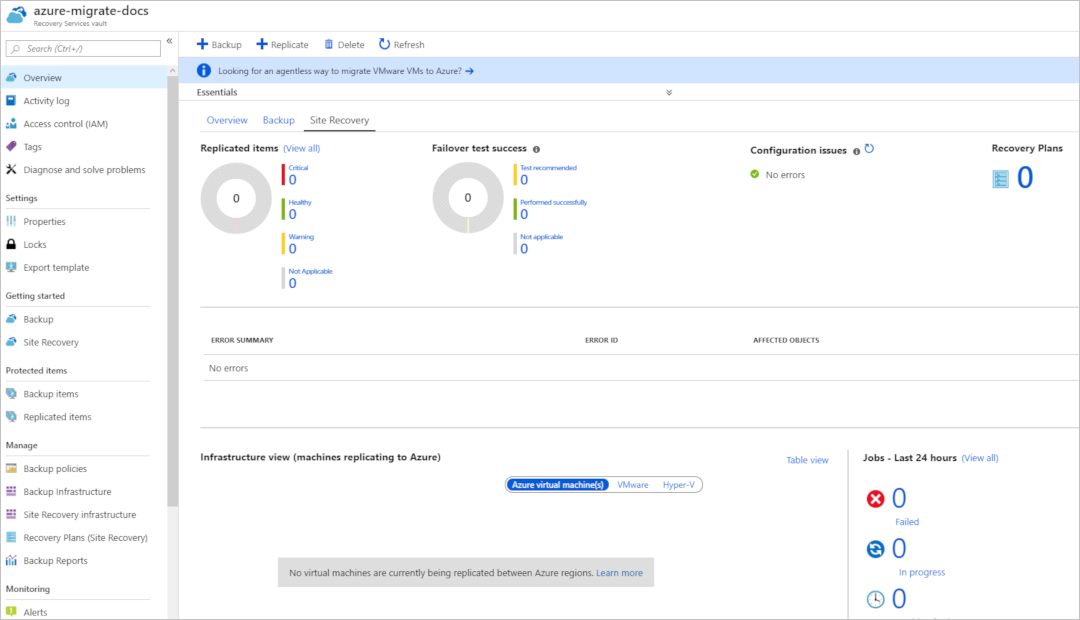 azure-migrate-docs
Recovery Services vault
Search (Ctrl+/)
«
Overview
Activity log
Access control (IAM)
Tags
Diagnose and solve problems
Settings
Properties
Locks
Export template
Getting started
Backup
Site Recovery
Protected items
Backup items
Replicated items
Manage
Backup policies
Backup Infrastructure
Site Recovery infrastructure
Recovery Plans (Site Recovery)
Backup Reports
Monitoring
Alerts
Backup Replicate Delete Refresh
Looking for an agentless way to migrate VMware VMs to Azure? →
Essentials
Overview Backup Site Recovery
Replicated items (View all)
0
Critical
0
Healthy
0
Warning
0
Not Applicable
0
Failover test success
0
Test recommended
0
Performed successfully
0
Not applicable
0
Configuration issues
No errors
Recovery Plans
0
ERROR SUMMARY ERROR ID AFFECTED OBJECTS
No errors
Infrastructure view (machines replicating to Azure)
Table view
Azure virtual machine(s) VMware Hyper-V
No virtual machines are currently being replicated between Azure regions. Learn more
Jobs - Last 24 hours (View all)
0
Failed
0
In progress
0